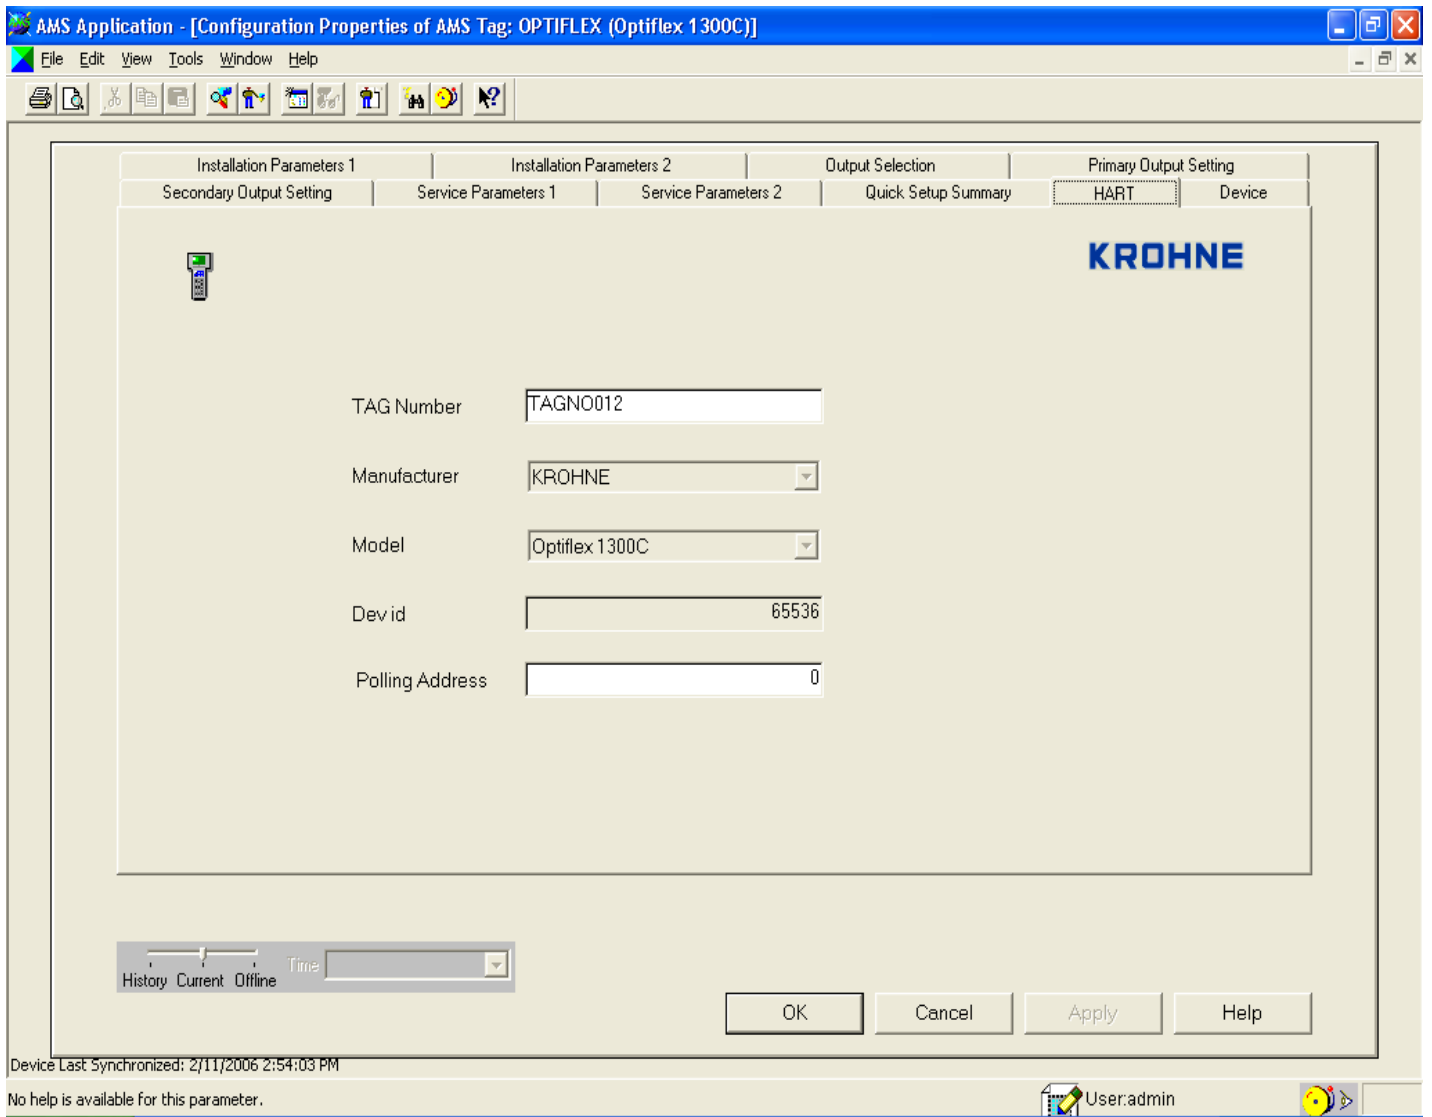 AMS Application - [Configuration Properties of AMS Tag: OPTIFLEX (Optiflex 1300C)]
File Edit View Tools Window Help
Installation Parameters 1 Installation Parameters 2 Output Selection Primary Output Setting
Secondary Output Setting Service Parameters 1 Service Parameters 2 Quick Setup Summary HART Device
KROHNE
TAG Number TAGNO012
Manufacturer KROHNE
Model Optiflex 1300C
Dev id 65536
Polling Address 0
Time
History Current Offline
OK Cancel Apply Help
Device Last Synchronized: 2/11/2006 2:54:03 PM
No help is available for this parameter. User:admin